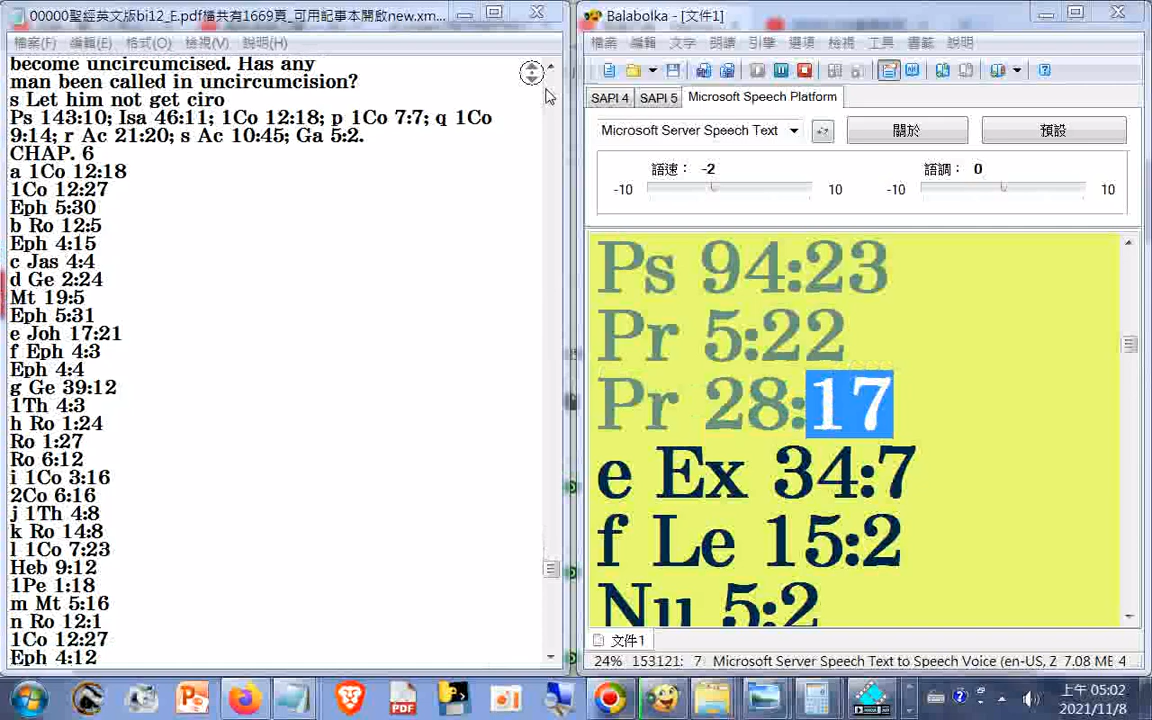 00000聖經英文版bi12_E.pdf檔共有1669頁_可用記事本開啟new.xm...
檔案(F) 編輯(E) 格式(O) 檢視(V) 說明(H)
become uncircumcised. Has any
man been called in uncircumcision?
s Let him not get ciro
Ps 143:10; Isa 46:11; 1Co 12:18; p 1Co 7:7; q 1Co
9:14; r Ac 21:20; s Ac 10:45; Ga 5:2.
CHAP. 6
a 1Co 12:18
1Co 12:27
Eph 5:30
b Ro 12:5
Eph 4:15
c Jas 4:4
d Ge 2:24
Mt 19:5
Eph 5:31
e Joh 17:21
f Eph 4:3
Eph 4:4
g Ge 39:12
1Th 4:3
h Ro 1:24
Ro 1:27
Ro 6:12
i 1Co 3:16
2Co 6:16
j 1Th 4:8
k Ro 14:8
l 1Co 7:23
Heb 9:12
1Pe 1:18
m Mt 5:16
n Ro 12:1
1Co 12:27
Eph 4:12
Balabolka - [文件1]
檔案 編輯 文字 朗讀 引擎 選項 檢視 工具 書籤 說明
SAPI 4 SAPI 5 Microsoft Speech Platform
Microsoft Server Speech Text 關於 預設
語速： -2 語調： 0
-10 10 -10 10
Ps 94:23
Pr 5:22
Pr 28:17
e Ex 34:7
f Le 15:2
Nu 5:2
文件1
24% 153121: 7 Microsoft Server Speech Text to Speech Voice (en-US, 2 7.08 MB 4
PDF
上午 05:02
2021/11/8